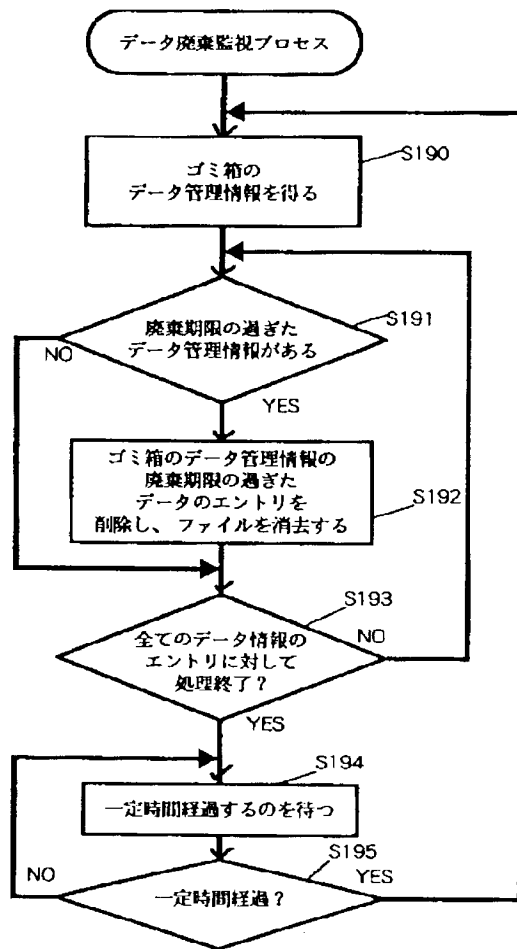 データ廃棄監視プロセス
S190
ゴミ箱の
データ管理情報を得る
S191
廃棄期限の過ぎた
データ管理情報がある
NO
YES
ゴミ箱のデータ管理情報の
廃棄期限の過ぎた
データのエントリを
削除し、ファイルを消去する
S192
S193
全てのデータ情報の
エントリに対して
処理終了?
NO
YES
S194
一定時間経過するのを待つ
S195
NO
YES
一定時間経過?